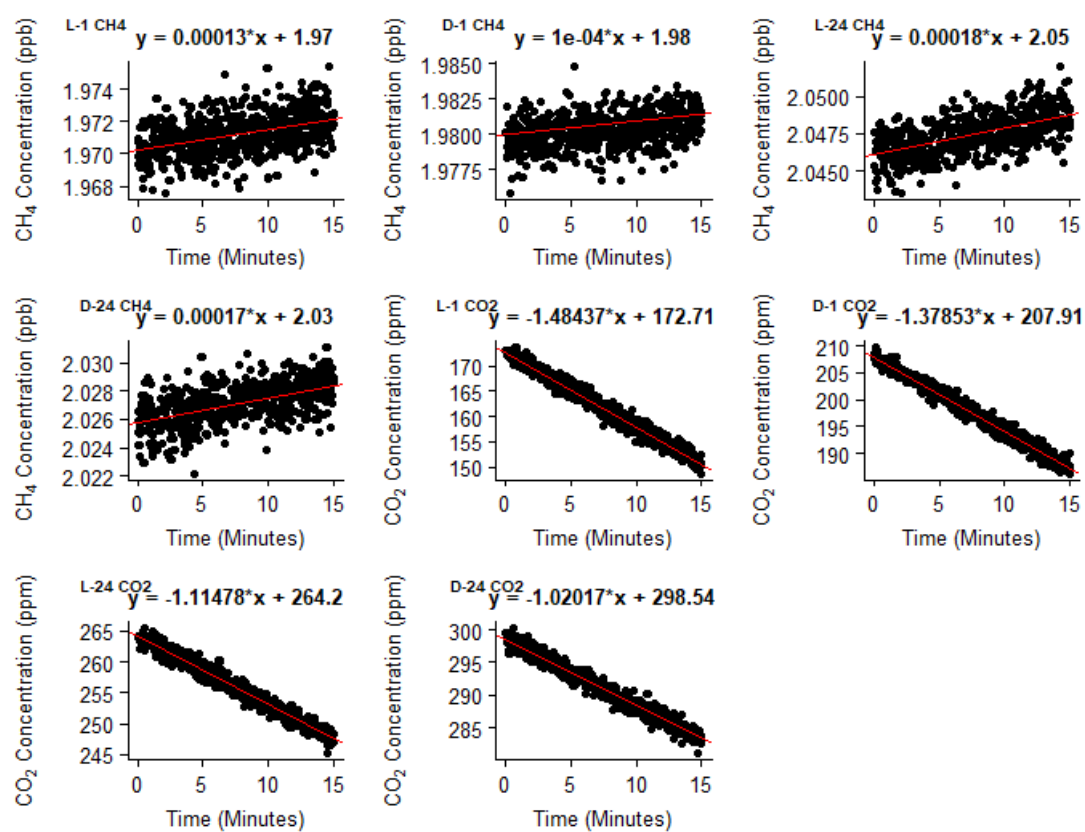 L-1 CH4
y = 0.00013*x + 1.97
CH₄ Concentration (ppb)
1.974
1.972
1.970
1.968
0 5 10 15
Time (Minutes)
D-1 CH4
y = 1e-04*x + 1.98
CH₄ Concentration (ppb)
1.9850
1.9825
1.9800
1.9775
0 5 10 15
Time (Minutes)
L-24 CH4
y = 0.00018*x + 2.05
CH₄ Concentration (ppb)
2.0500
2.0475
2.0450
0 5 10 15
Time (Minutes)
D-24 CH4
y = 0.00017*x + 2.03
CH₄ Concentration (ppb)
2.030
2.028
2.026
2.024
2.022
0 5 10 15
Time (Minutes)
L-1 CO2
y = -1.48437*x + 172.71
CO₂ Concentration (ppm)
170
165
160
155
150
0 5 10 15
Time (Minutes)
D-1 CO2
y = -1.37853*x + 207.91
CO₂ Concentration (ppm)
210
205
200
195
190
0 5 10 15
Time (Minutes)
L-24 CO2
y = -1.11478*x + 264.2
CO₂ Concentration (ppm)
265
260
255
250
245
0 5 10 15
Time (Minutes)
D-24 CO2
y = -1.02017*x + 298.54
CO₂ Concentration (ppm)
300
295
290
285
0 5 10 15
Time (Minutes)